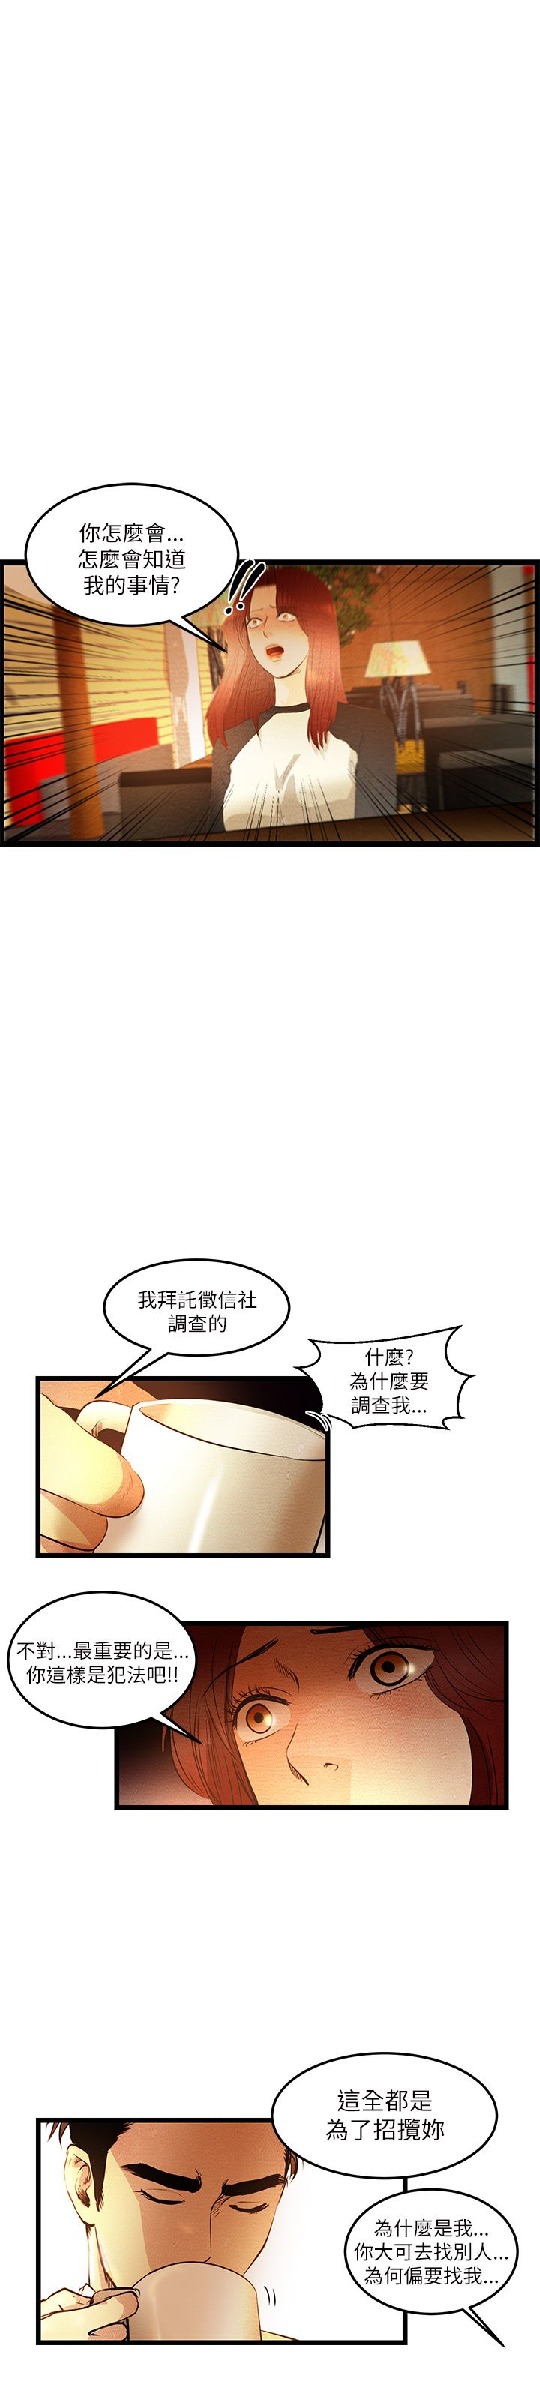 你怎麼會...
怎麼會知道
我的事情?
我拜託徵信社
調查的
什麼?
為什麼要
調查我...
不對...最重要的是...
你這樣是犯法吧!!
這全都是
為了招攬妳
為什麼是我...
你大可去找別人...
為何偏要找我...